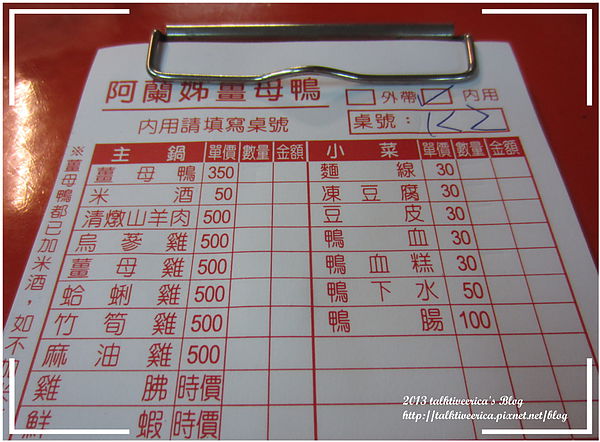 阿蘭姊薑母鴨
外帶 內用
內用請填寫桌號
桌號:
主鍋 單價 數量 金額 小菜 單價 數量 金額
薑母鴨 350 麵線 30
米酒 50 凍豆腐 30
清燉山羊肉 500 豆皮 30
烏蔘雞 500 鴨血 30
薑母雞 500 鴨血糕 30
蛤蜊雞 500 鴨下水 50
竹筍雞 500 鴨腸 100
麻油雞 500
雞胇 時價
鮮蝦 時價
※薑母鴨都已加米酒,如不加
2013 talktiveerica's Blog
http://talktiveerica.pixnet.net/blog